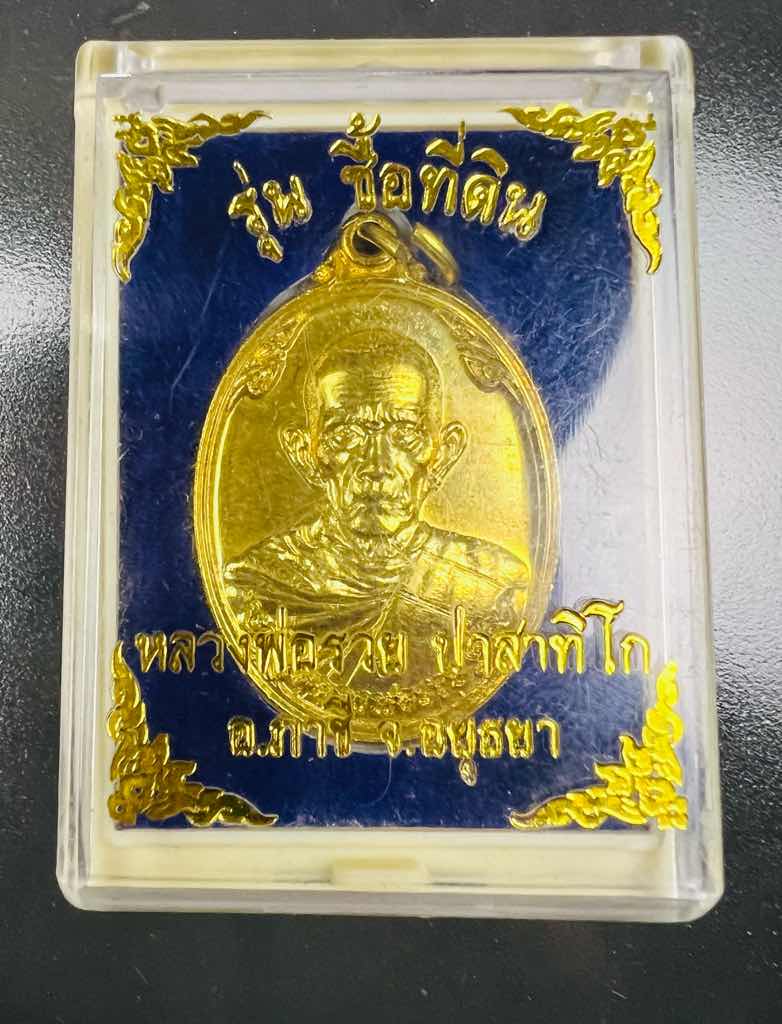 รุ่น ซื้อที่ดิน
หลวงพ่อรวย ปาสาทิโก
อ.ภาชี จ.อยุธยา